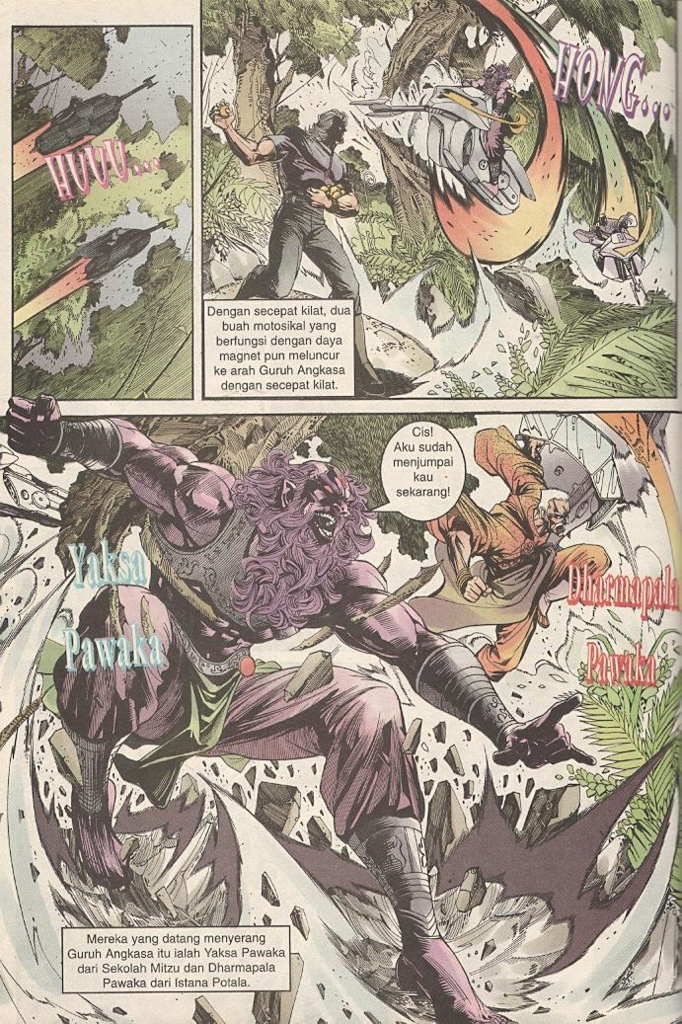 HUUU...
HONG...
Dengan secepat kilat, dua
buah motosikal yang
berfungsi dengan daya
magnet pun meluncur
ke arah Guruh Angkasa
dengan secepat kilat.
Cis!
Aku sudah
menjumpai
kau
sekarang!
Yaksa
Pawaka
Dharmapala
Pawaka
Mereka yang datang menyerang
Guruh Angkasa itu ialah Yaksa Pawaka
dari Sekolah Mitzu dan Dharmapala
Pawaka dari Istana Potala.